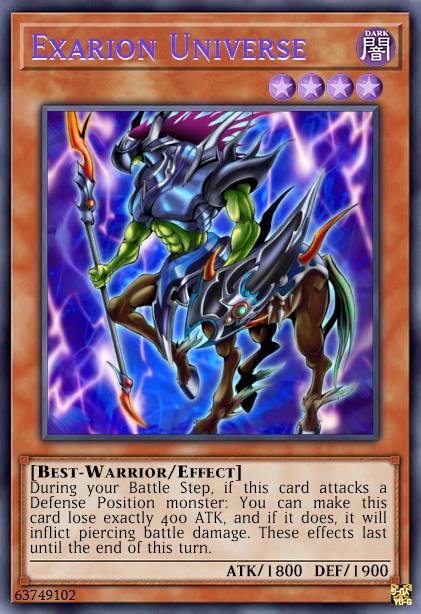 Exarion Universe
DARK
闇
[Best-Warrior/Effect]
During your Battle Step, if this card attacks a
Defense Position monster: You can make this
card lose exactly 400 ATK, and if it does, it will
inflict piercing battle damage. These effects last
until the end of this turn.
ATK/1800 DEF/1900
63749102